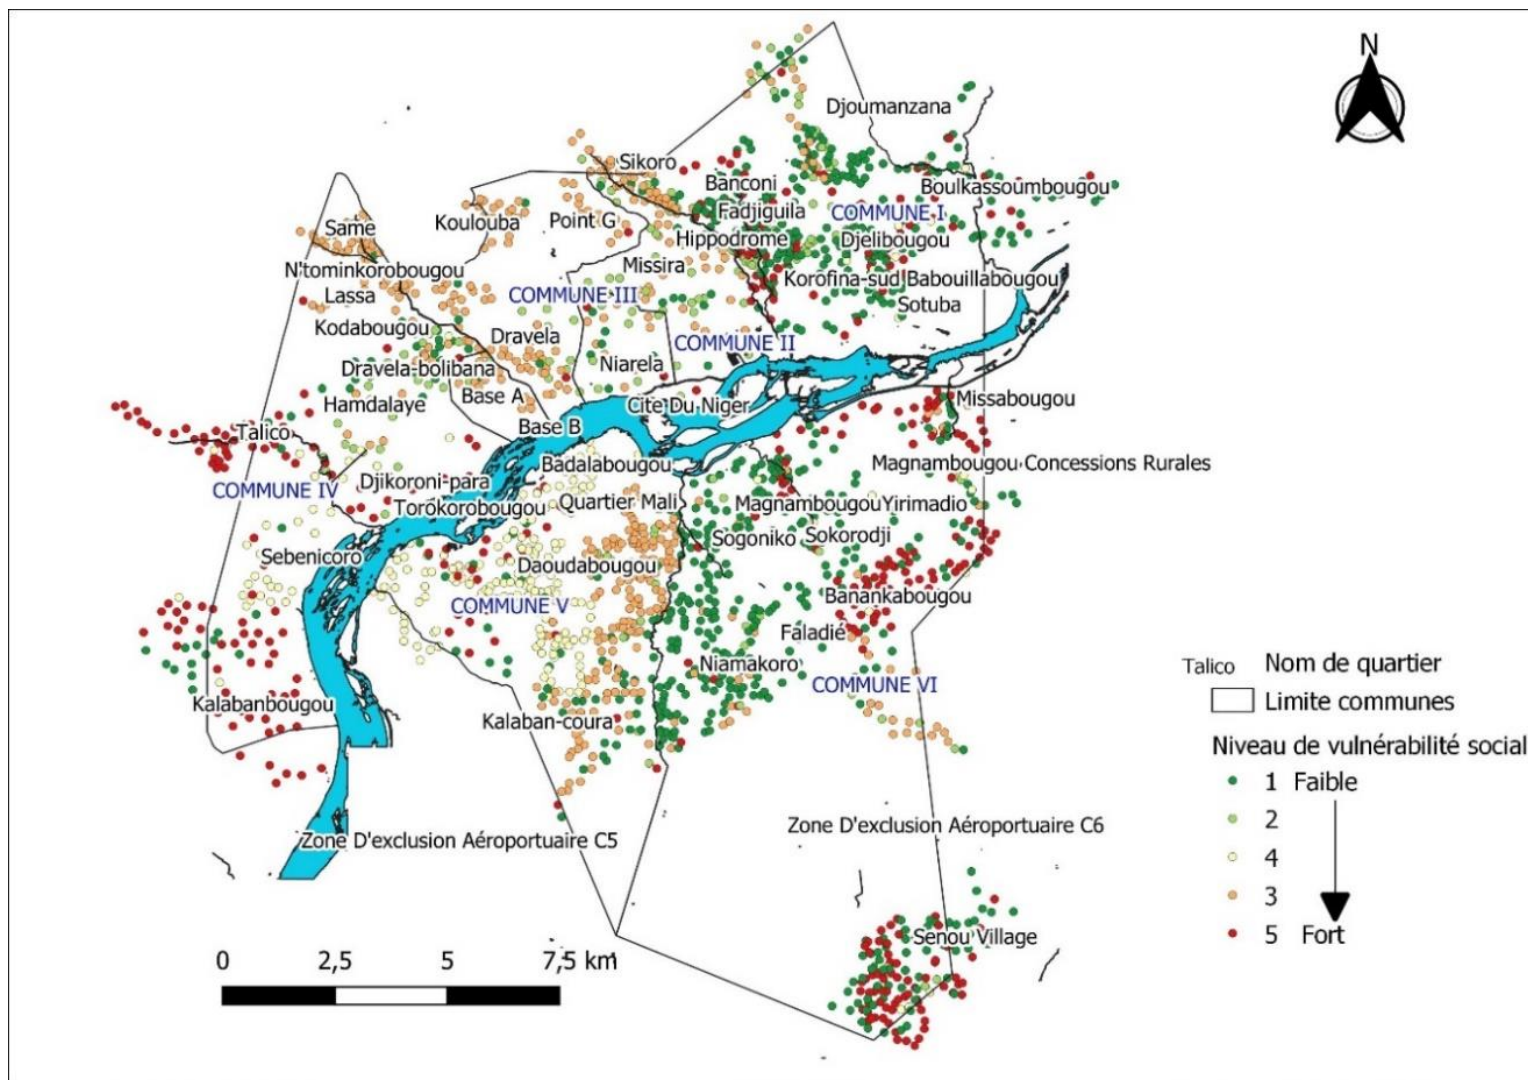 N
Djoumanzana
Sikoro
Banconi
Boulkassoumbougou
Fadjiguila
COMMUNE I
Same
Koulouba
Point G
Hippodrome
Djelibougou
N'tominkorobougou
Missira
Korofina-sud Babouillabougou
Lassa
COMMUNE III
Sotuba
Kodabougou
Dravela
COMMUNE II
Dravela-bolibana
Niarela
Base A
Hamdalaye
Cite Du Niger
Missabougou
Talico
Base B
Badalabougou
Magnambougou Concessions Rurales
COMMUNE IV
Djikoroni-para
Torokorobougou
Quartier Mali
Magnambougou
Yirimadio
Sogoniko
Sokorodji
Sebenicoro
Daoudabougou
COMMUNE V
Banankabougou
Faladié
Niamakoro
COMMUNE VI
Kalabanbougou
Kalaban-coura
Zone D'exclusion Aéroportuaire C5
Zone D'exclusion Aéroportuaire C6
Senou Village
0 2,5 5 7,5 km
Talico Nom de quartier
Limite communes
Niveau de vulnérabilité social
1 Faible
2
4
3
5 Fort